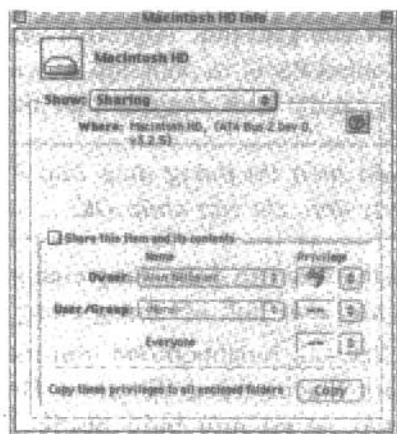 Macintosh HD Info
Macintosh HD
Show: Sharing
Where: Macintosh HD, (ATA Bus 2 Dev 0,
v3.2.5)
Share this item and its contents
Name Privilege
Owner:
User/Group: <None> --
Everyone --
Copy these privileges to all enclosed folders Copy